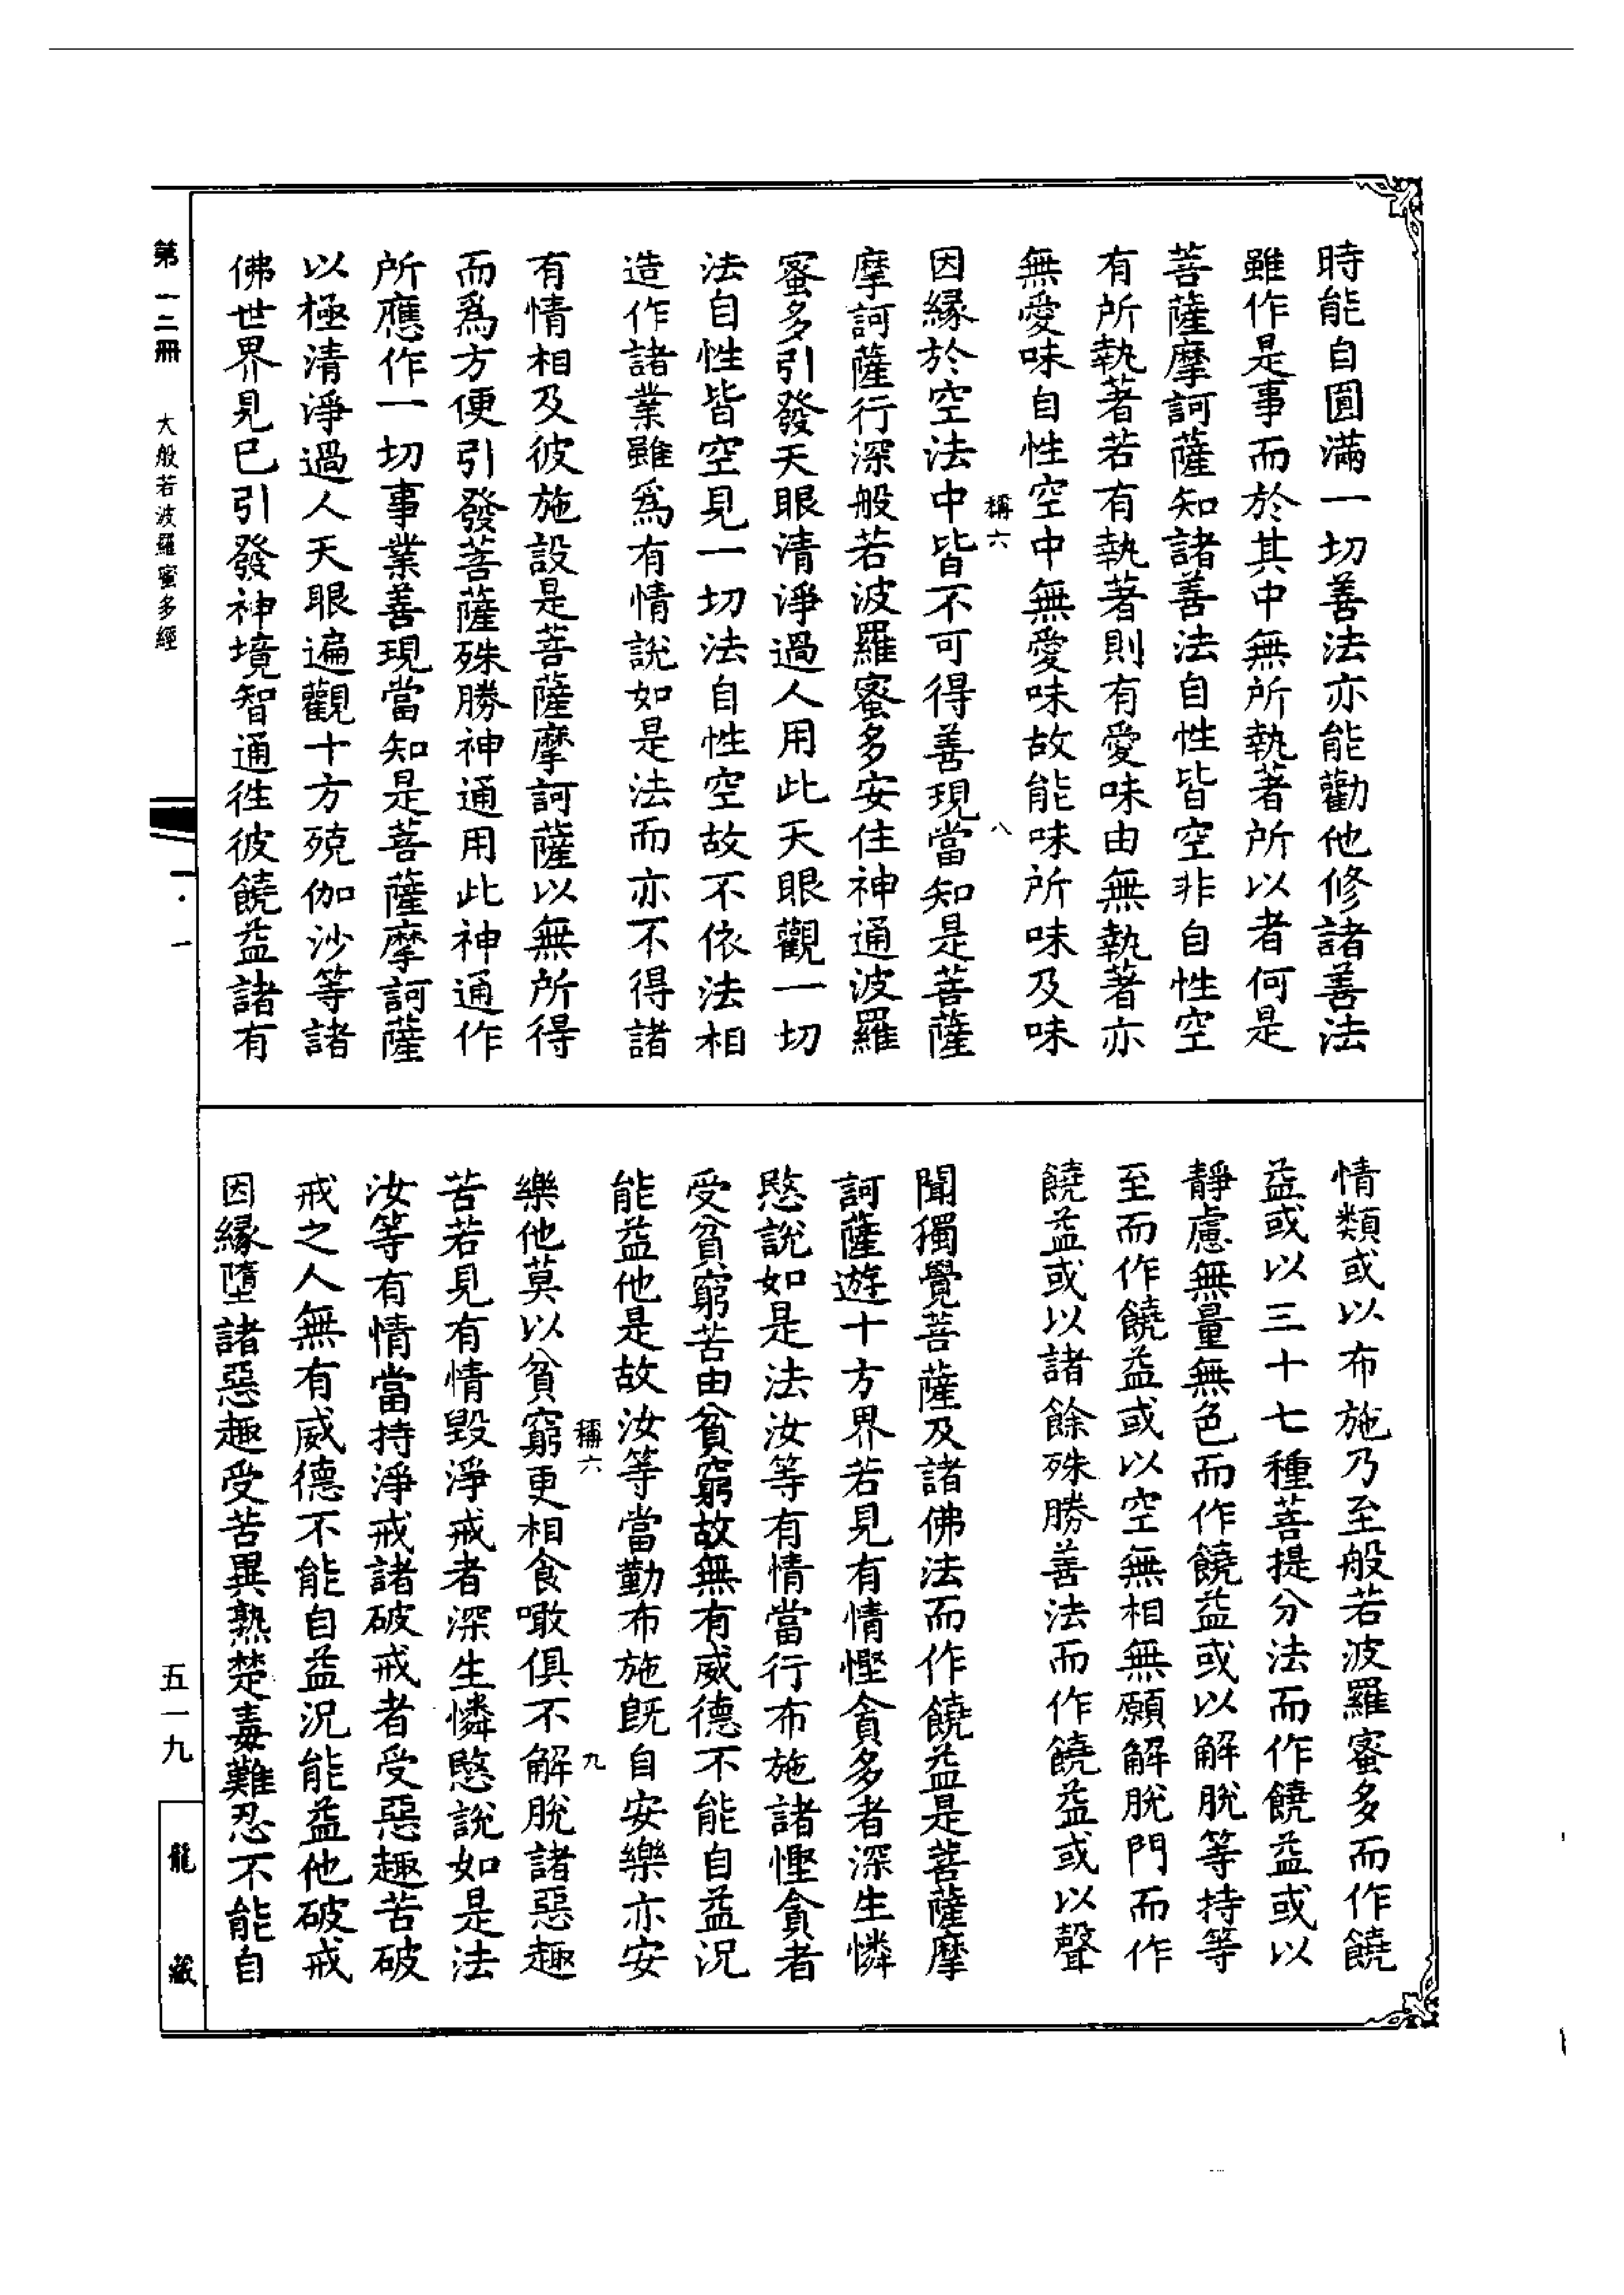 時能自圓滿一切善法亦能勸他修諸善法
雖作是事而於其中無所執著所以者何是
菩薩摩訶薩知諸善法自性皆空非自性空
有所執著若有執著則有愛味由無執著亦
無愛味自性空中無愛味故能味所味及味
稱六 八
因緣於空法中皆不可得善現當知是菩薩
摩訶薩行深般若波羅蜜多安住神通波羅
蜜多引發天眼清淨過人用此天眼觀一切
法自性皆空見一切法自性空故不依法相
造作諸業雖爲有情說如是法而亦不得諸
有情相及彼施設是菩薩摩訶薩以無所得
而爲方便引發菩薩殊勝神通用此神通作
所應作一切事業善現當知是菩薩摩訶薩
以極清淨過人天眼遍觀十方殑伽沙等諸
佛世界見已引發神境智通徃彼饒益諸有
情類或以布施乃至般若波羅蜜多而作饒
益或以三十七種菩提分法而作饒益或以
靜慮無量無色而作饒益或以解脫等持等
至而作饒益或以空無相無願解脫門而作
饒益或以諸餘殊勝善法而作饒益或以聲
聞獨覺菩薩及諸佛法而作饒益是菩薩摩
訶薩遊十方界若見有情慳貪多者深生憐
愍說如是法汝等有情當行布施諸慳貪者
受貧窮苦由貧窮故無有威德不能自益況
能益他是故汝等當勤布施旣自安樂亦安
稱六 九
樂他莫以貧窮更相食噉俱不解脫諸惡趣
苦若見有情毀淨戒者深生憐愍說如是法
汝等有情當持淨戒諸破戒者受惡趣苦破
戒之人無有威德不能自益況能益他破戒
因緣墮諸惡趣受苦異熟楚毒難忍不能自
第一二冊 大般若波羅蜜多經 一·一
五一九
龍藏